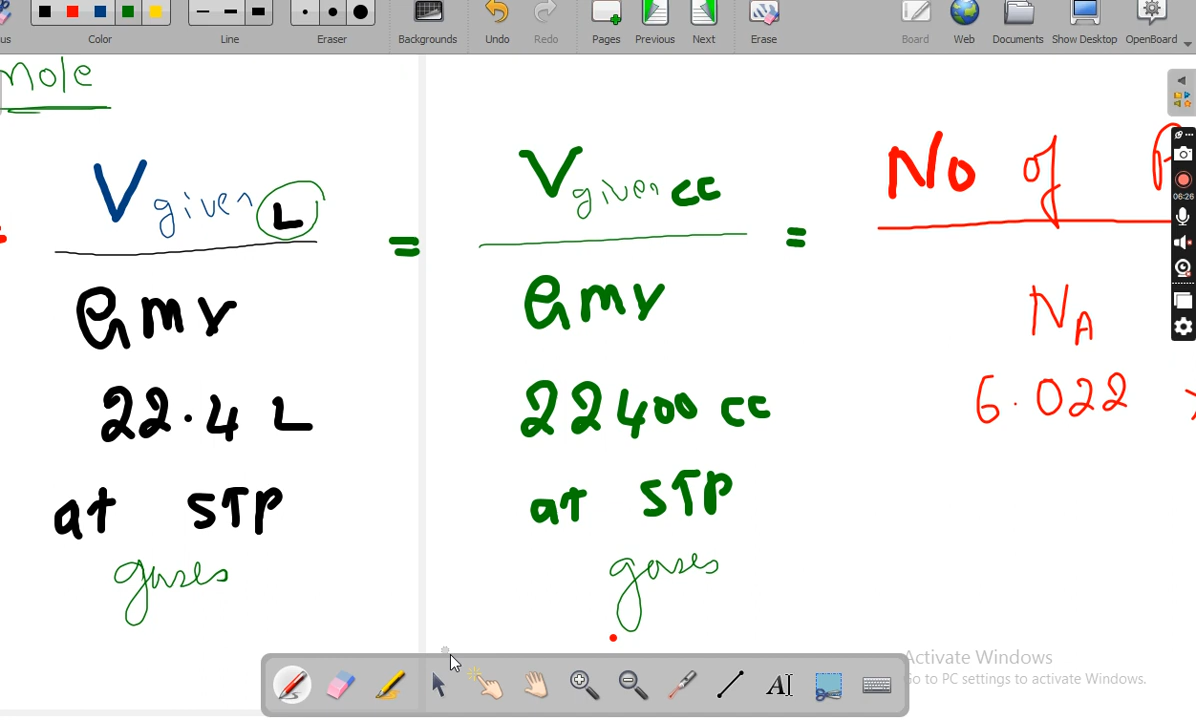 us Color Line Eraser Backgrounds Undo Redo Pages Previous Next Erase Board Web Documents Show Desktop OpenBoard
mole
V given L = V given cc = No of
Gmv Gmv NA
22.4 L 22400 cc 6.022
at STP at STP
gases gases
06:26
Activate Windows
Go to PC settings to activate Windows.